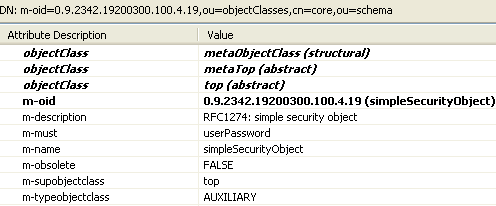 DN: m-oid=0.9.2342.19200300.100.4.19,ou=objectClasses,cn=core,ou=schema
Attribute Description Value
objectClass metaObjectClass (structural)
objectClass metaTop (abstract)
objectClass top (abstract)
m-oid 0.9.2342.19200300.100.4.19 (simpleSecurityObject)
m-description RFC1274: simple security object
m-must userPassword
m-name simpleSecurityObject
m-obsolete FALSE
m-supobjectclass top
m-typeobjectclass AUXILIARY